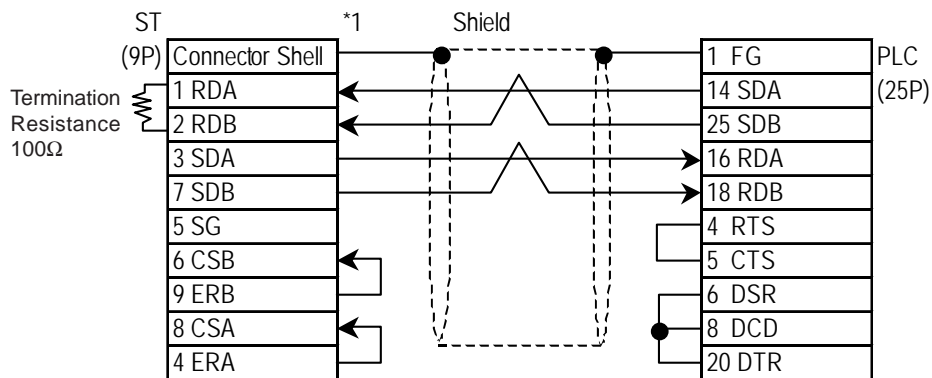 ST *1 Shield
(9P) Connector Shell 1 FG PLC
1 RDA 14 SDA (25P)
Termination
Resistance
100Ω
2 RDB 25 SDB
3 SDA 16 RDA
7 SDB 18 RDB
5 SG 4 RTS
6 CSB 5 CTS
9 ERB 6 DSR
8 CSA 8 DCD
4 ERA 20 DTR